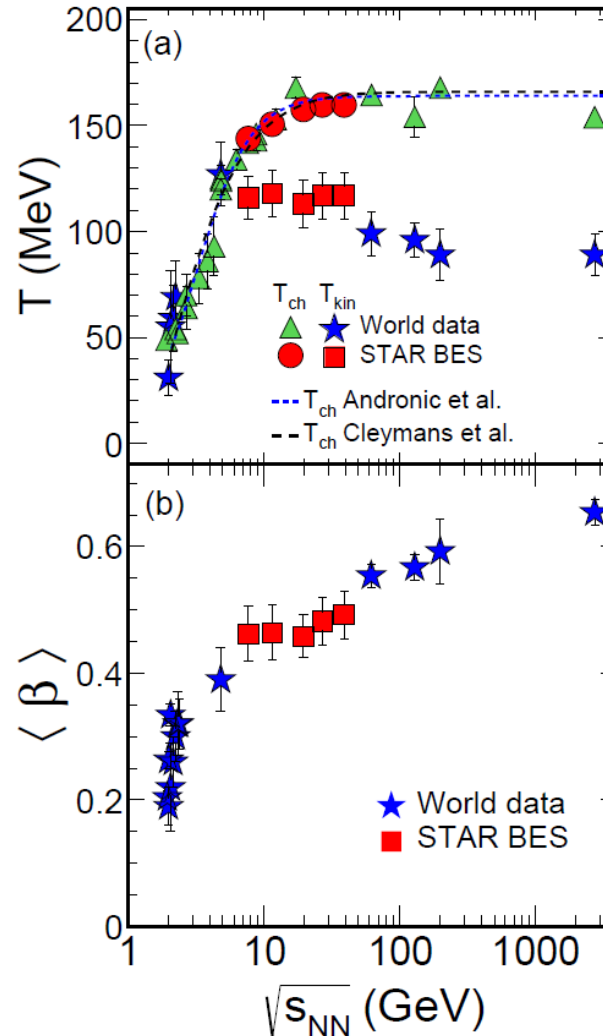 200
(a)
150
T (MeV)
100
T_ch T_kin
World data
STAR BES
50
T_ch Andronic et al.
T_ch Cleymans et al.
0
(b)
0.6
⟨ β ⟩
0.4
0.2
World data
STAR BES
0
1 10 100 1000
√s_NN (GeV)